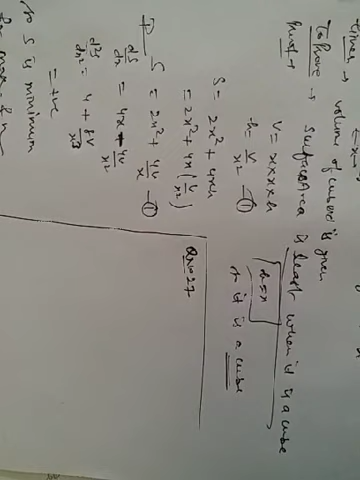 Given → volume of cuboid is given
To prove → surface Area is least when it is a cube
Proof →
V = x × x × h
h = V/x² —①
S = 2x² + 4xh
= 2x² + 4x (V/x²)
S = 2x² + 4V/x —①
dS/dx = 4x - 4V/x²
d²S/dx² = 4 + 8V/x³
= +ve
So S is minimum
h = x
it is a cube
Qno 27